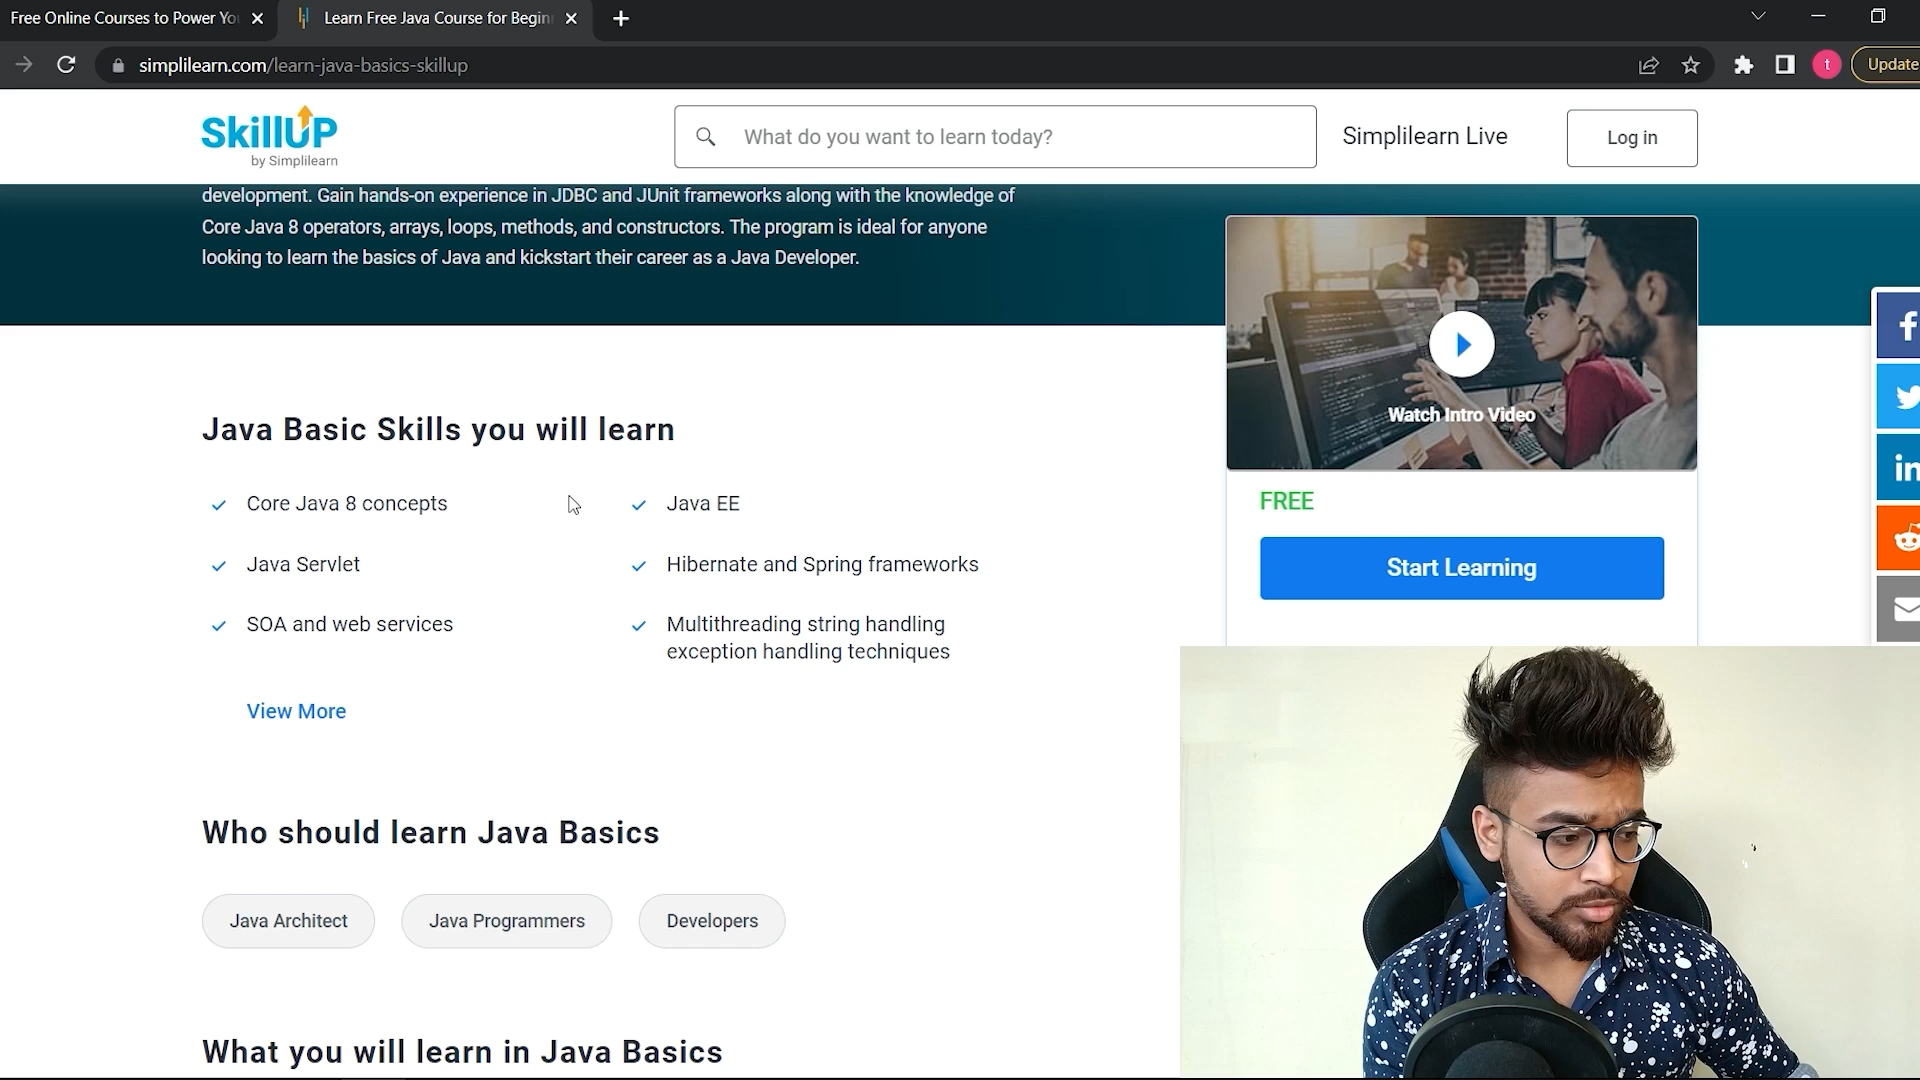 Free Online Courses to Power Yo
Learn Free Java Course for Begin
simplilearn.com/learn-java-basics-skillup
t
Update
SkillUP
by Simplilearn
What do you want to learn today?
Simplilearn Live
Log in
development. Gain hands-on experience in JDBC and JUnit frameworks along with the knowledge of
Core Java 8 operators, arrays, loops, methods, and constructors. The program is ideal for anyone
looking to learn the basics of Java and kickstart their career as a Java Developer.
Watch Intro Video
FREE
Start Learning
f
in
Java Basic Skills you will learn
Core Java 8 concepts
Java EE
Java Servlet
Hibernate and Spring frameworks
SOA and web services
Multithreading string handling
exception handling techniques
View More
Who should learn Java Basics
Java Architect
Java Programmers
Developers
What you will learn in Java Basics